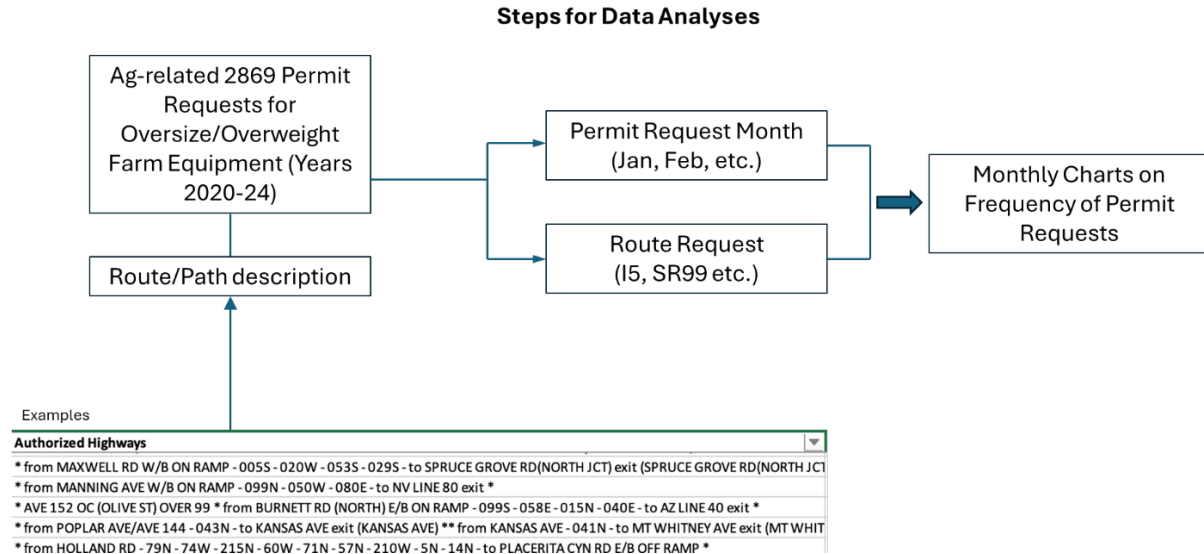 Steps for Data Analyses
Ag-related 2869 Permit
Requests for
Oversize/Overweight
Farm Equipment (Years
2020-24)
Route/Path description
Permit Request Month
(Jan, Feb, etc.)
Route Request
(I5, SR99 etc.)
Monthly Charts on
Frequency of Permit
Requests
Examples
Authorized Highways
* from MAXWELL RD W/B ON RAMP - 005S - 020W - 053S - 029S - to SPRUCE GROVE RD(NORTH JCT) exit (SPRUCE GROVE RD(NORTH JCT
* from MANNING AVE W/B ON RAMP - 099N - 050W - 080E - to NV LINE 80 exit *
* AVE 152 OC (OLIVE ST) OVER 99 * from BURNETT RD (NORTH) E/B ON RAMP - 099S - 058E - 015N - 040E - to AZ LINE 40 exit *
* from POPLAR AVE/AVE 144 - 043N - to KANSAS AVE exit (KANSAS AVE) ** from KANSAS AVE - 041N - to MT WHITNEY AVE exit (MT WHIT
* from HOLLAND RD - 79N - 74W - 215N - 60W - 71N - 57N - 210W - 5N - 14N - to PLACERITA CYN RD E/B OFF RAMP *